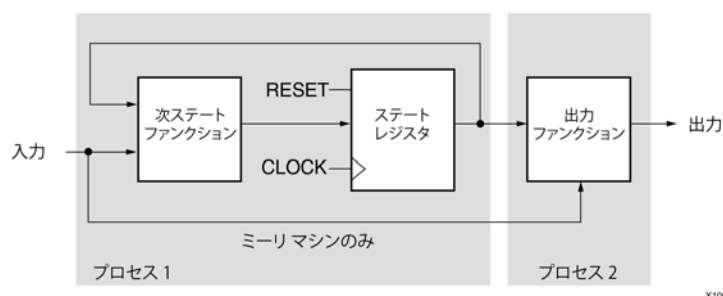 RESET
次ステート
ファンクション
ステート
レジスタ
出力
ファンクション
出力
入力
CLOCK
ミーリ マシンのみ
プロセス 1
プロセス 2